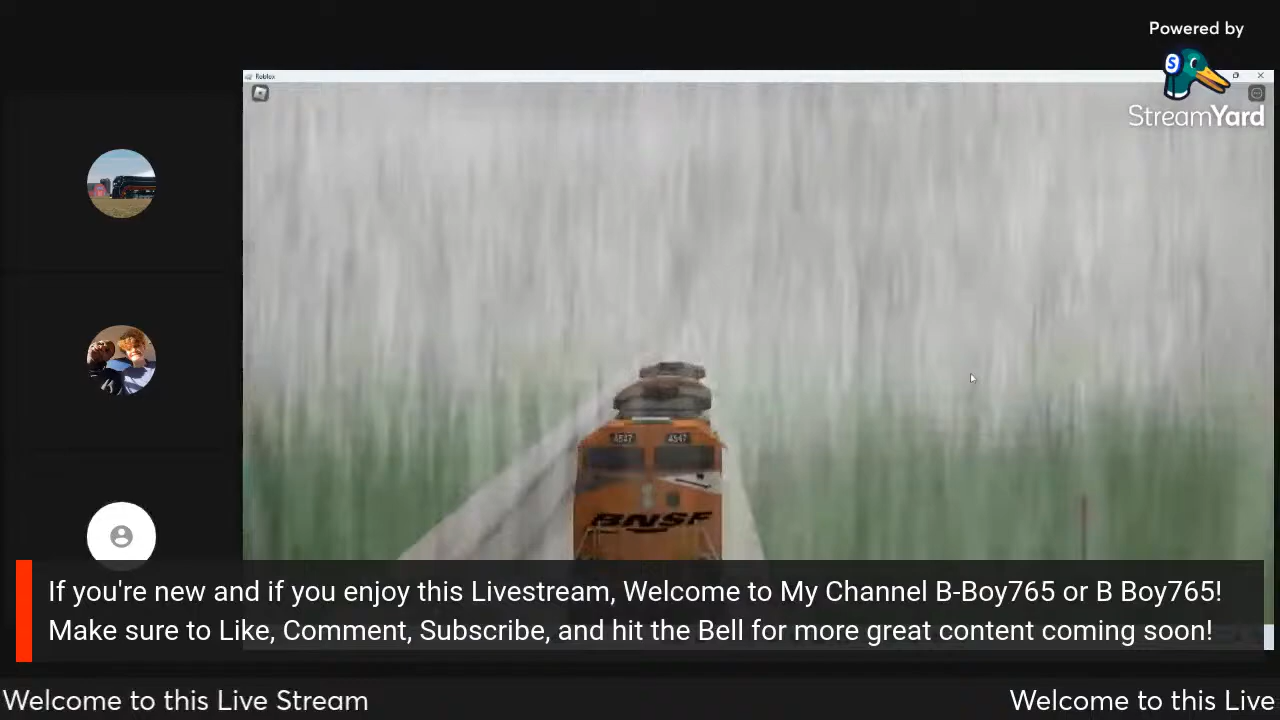 Powered by
StreamYard
Roblox
4547 4547
BNSF
If you're new and if you enjoy this Livestream, Welcome to My Channel B-Boy765 or B Boy765!
Make sure to Like, Comment, Subscribe, and hit the Bell for more great content coming soon!
Welcome to this Live Stream
Welcome to this Live